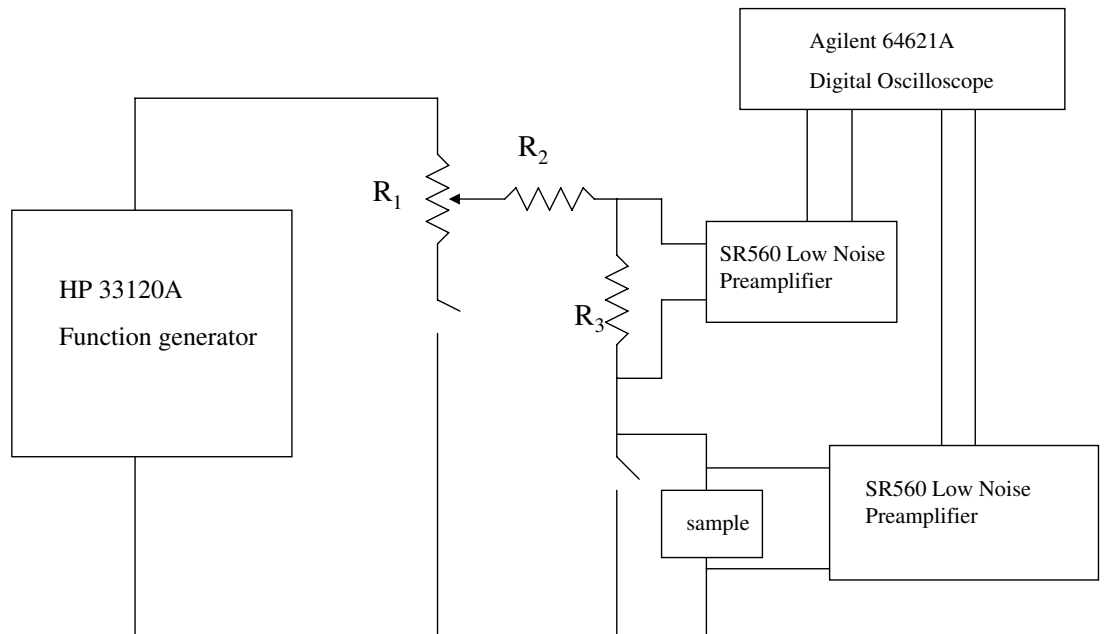 Agilent 64621A
Digital Oscilloscope
R2
R1
SR560 Low Noise
Preamplifier
HP 33120A
Function generator
R3
SR560 Low Noise
Preamplifier
sample